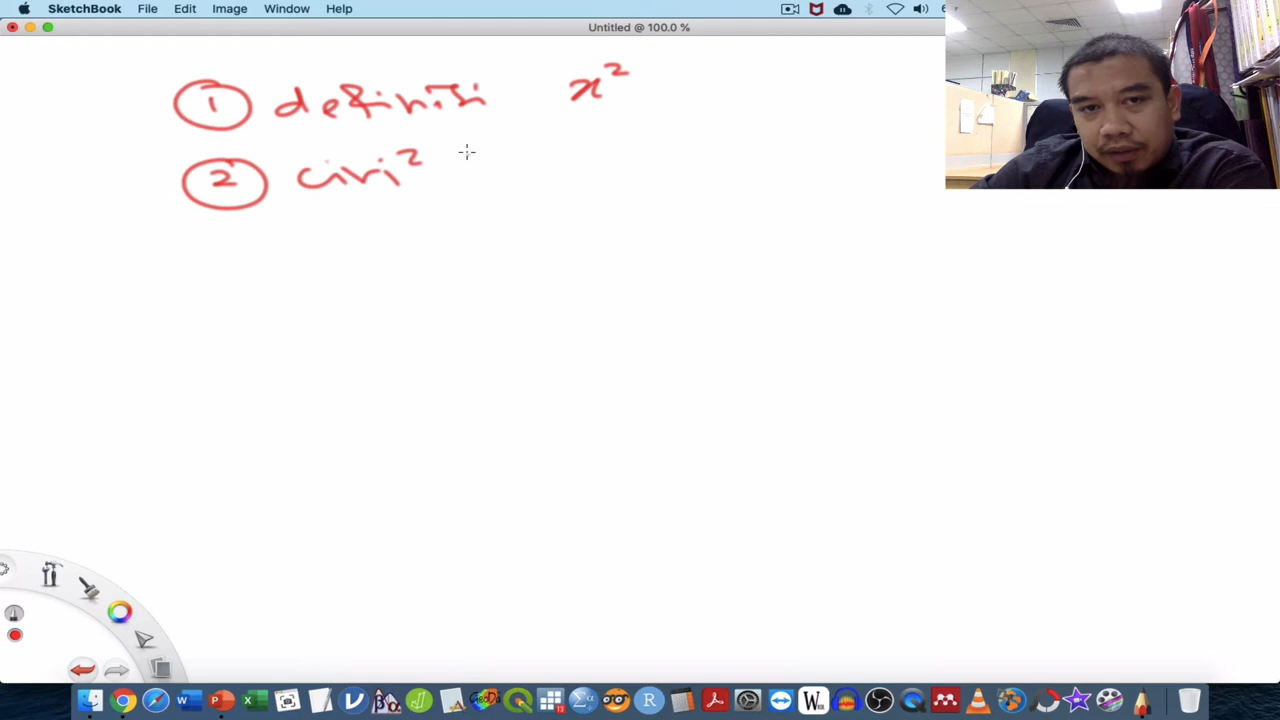 SketchBook File Edit Image Window Help
Untitled @ 100.0 %
1 definisi x²
2 ciri²